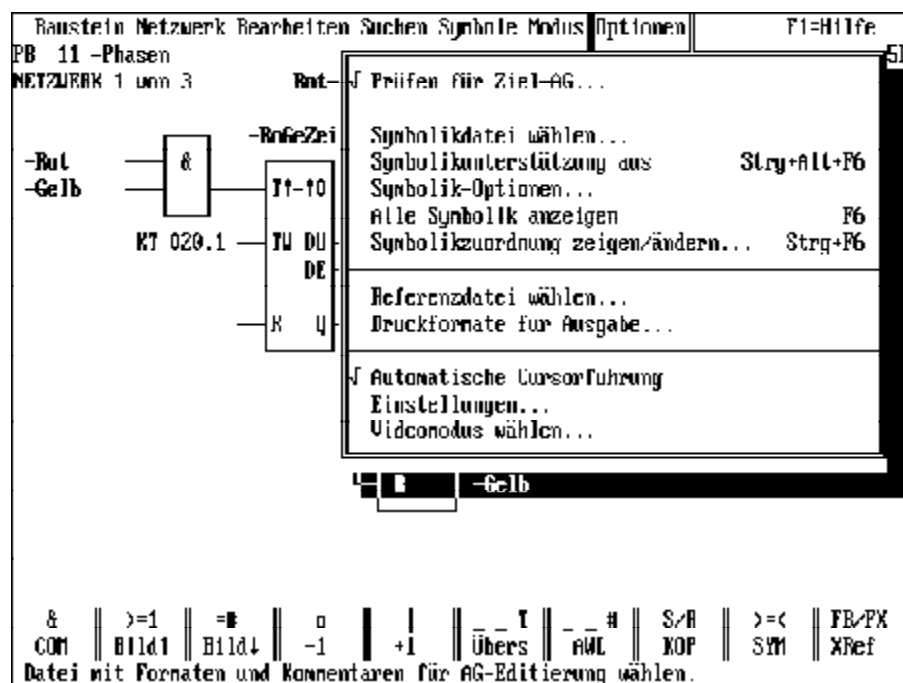 Baustein Netzwerk Bearbeiten Suchen Symbole Modus Optionen F1=Hilfe
PB 11 -Phasen
NETZWERK 1 von 3
Prüfen für Ziel-AG...
-RoGeZei
Symbolikdatei wählen...
-Rot & Symbolikunterstützung aus Strg+Alt+F6
-Gelb Symbolik-Optionen...
Alle Symbolik anzeigen F6
KT 020.1 TW DU Symbolikzuordnung zeigen/ändern... Strg+F6
DE
Referenzdatei wählen...
R Q Druckformate für Ausgabe...
√ Automatische Cursorführung
Einstellungen...
Videomodus wählen...
-Gelb
& >=1 S/R >=< FB/FX
COM Bild↑ Bild↓ -1 +1 Übers AWL KOP SYM XRef
Datei mit Formaten und Kommentaren für AG-Editierung wählen.